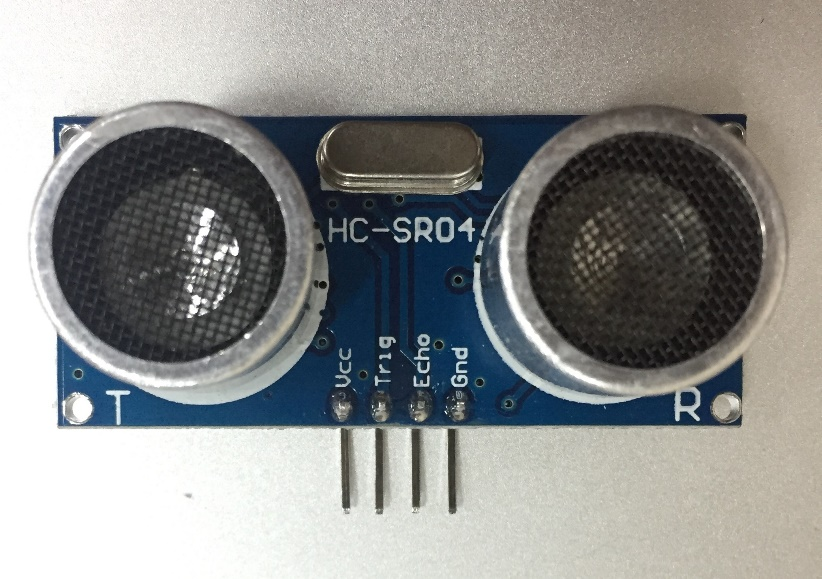 HC-SR04
Vcc
Trig
Echo
Gnd
T
R